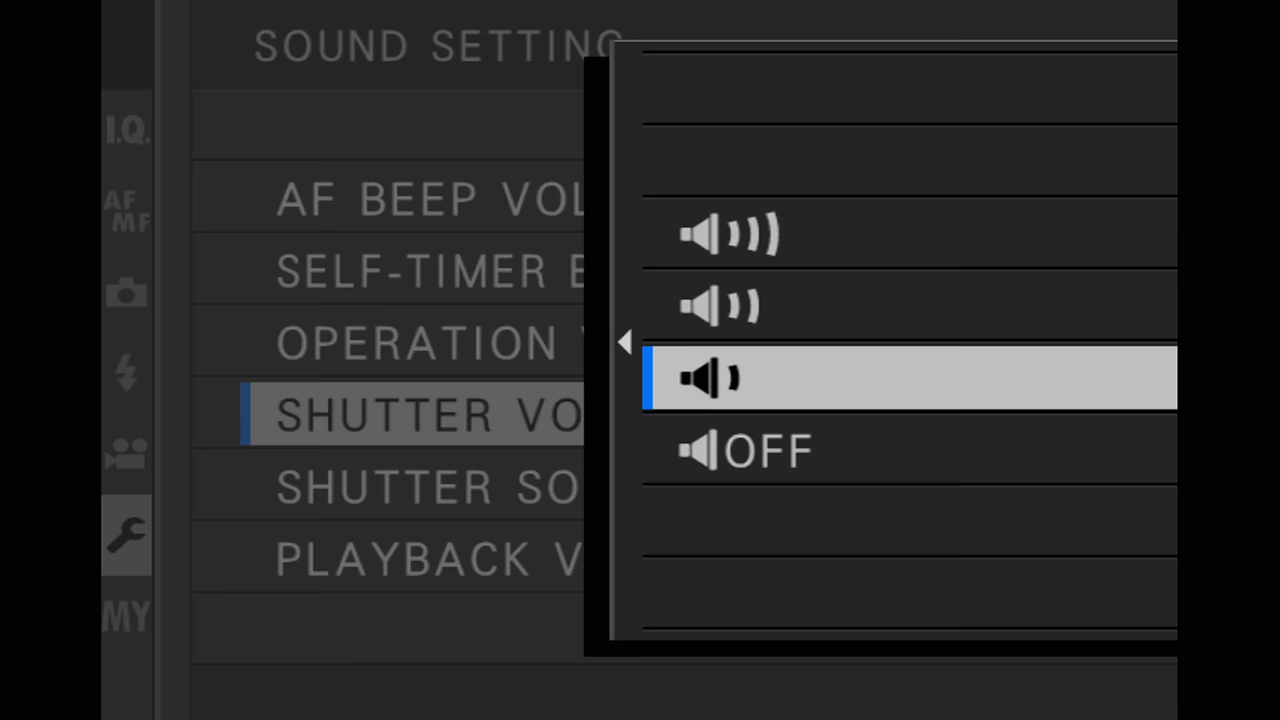 SOUND SETTING
I.Q.
AF BEEP VOL
AF
MF
SELF-TIMER
OPERATION
SHUTTER VO
SHUTTER SO
PLAYBACK V
MY
OFF